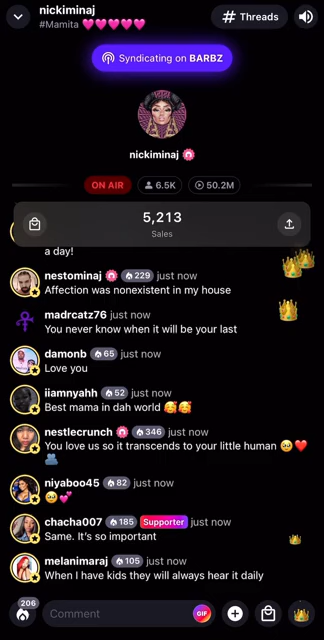 nickiminaj
#Mamita 💗💗💗💗💗
# Threads
Syndicating on BARBZ
nickiminaj
ON AIR 6.5K 50.2M
5,213
Sales
a day!
nestominaj 229 just now
Affection was nonexistent in my house
madrcatz76 just now
You never know when it will be your last
damonb 65 just now
Love you
iiamnyahh 52 just now
Best mama in dah world 🥰🥰
nestlecrunch 346 just now
You love us so it transcends to your little human 🥹❤️
🫂
niyaboo45 82 just now
🥹💕
chacha007 185 Supporter just now
Same. It's so important
melanimaraj 105 just now
When I have kids they will always hear it daily
206
Comment GIF